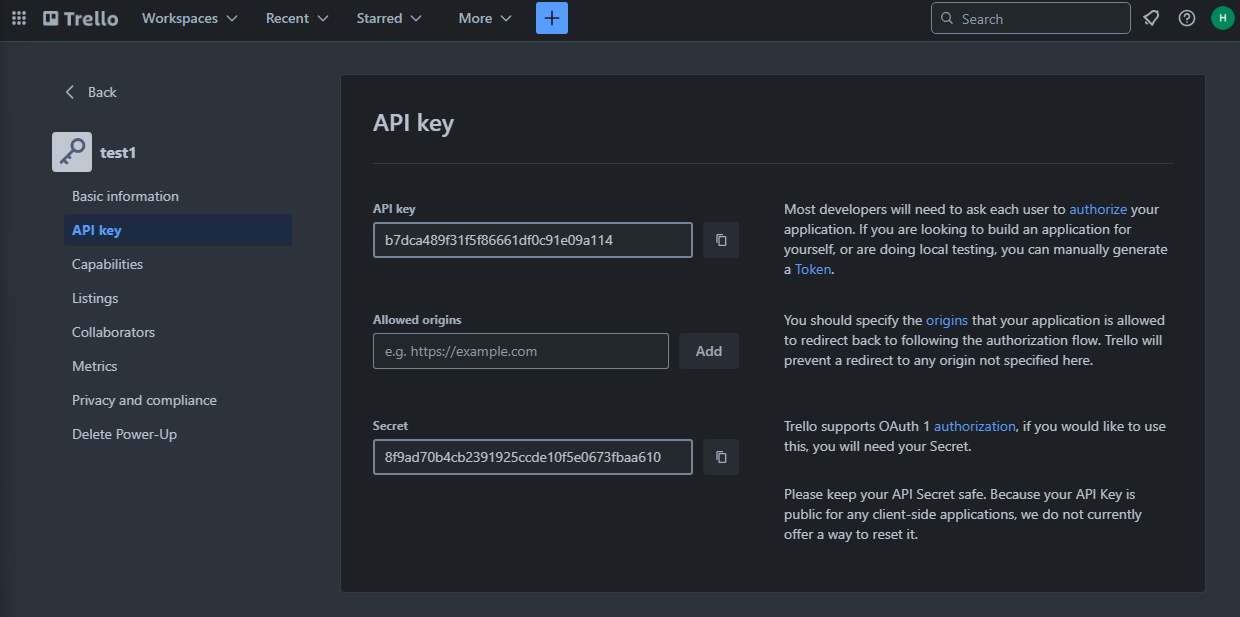 Trello Workspaces Recent Starred More Search H
Back
test1
Basic information
API key
Capabilities
Listings
Collaborators
Metrics
Privacy and compliance
Delete Power-Up
API key
API key
b7dca489f31f5f86661df0c91e09a114
Most developers will need to ask each user to authorize your
application. If you are looking to build an application for
yourself, or are doing local testing, you can manually generate
a Token.
Allowed origins
e.g. https://example.com
Add
You should specify the origins that your application is allowed
to redirect back to following the authorization flow. Trello will
prevent a redirect to any origin not specified here.
Secret
8f9ad70b4cb2391925ccde10f5e0673fbaa610
Trello supports OAuth 1 authorization, if you would like to use
this, you will need your Secret.
Please keep your API Secret safe. Because your API Key is
public for any client-side applications, we do not currently
offer a way to reset it.